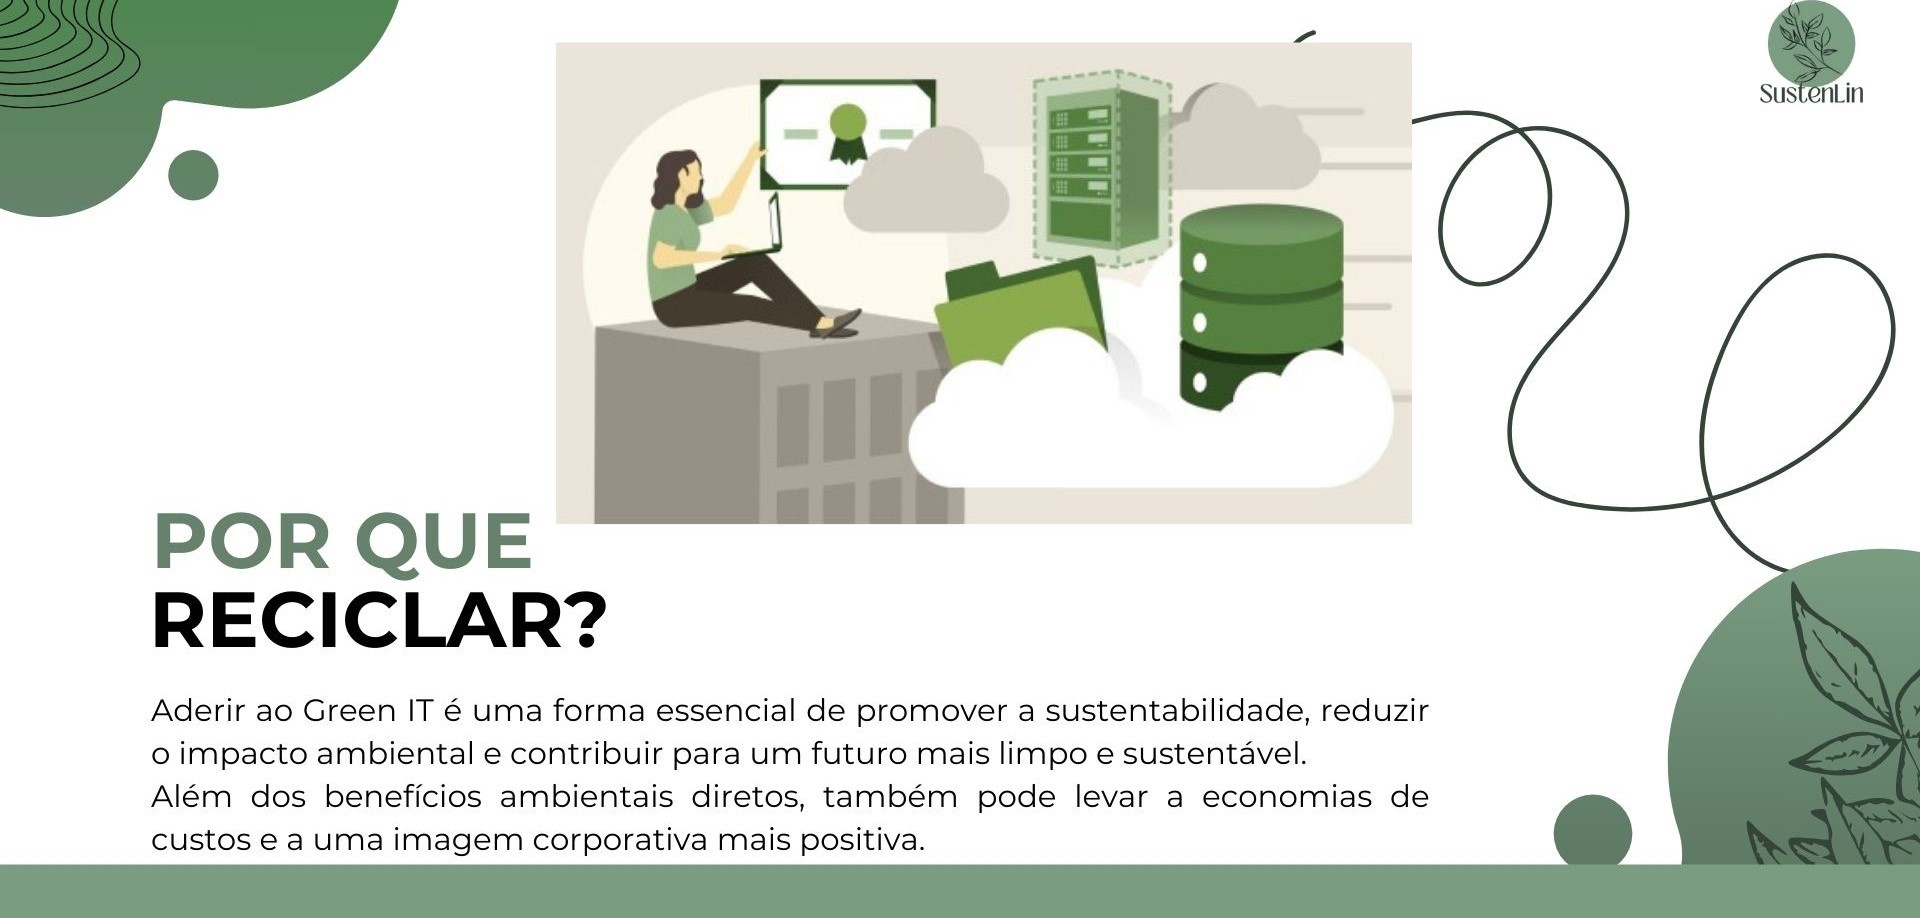 SustenLin
POR QUE
RECICLAR?
Aderir ao Green IT é uma forma essencial de promover a sustentabilidade, reduzir
o impacto ambiental e contribuir para um futuro mais limpo e sustentável.
Além dos benefícios ambientais diretos, também pode levar a economias de
custos e a uma imagem corporativa mais positiva.